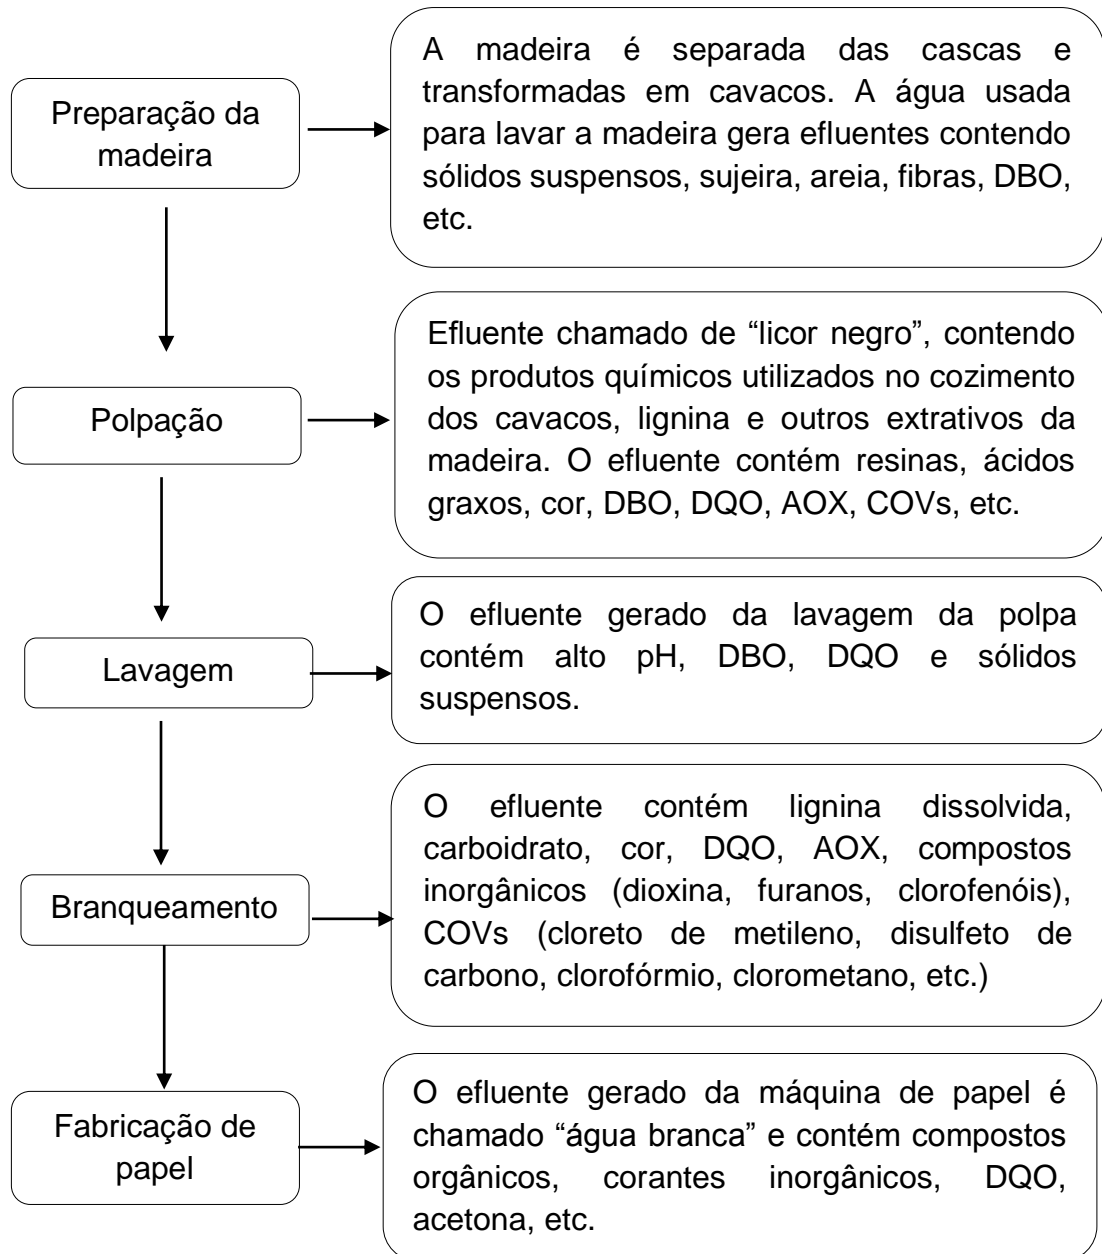 Preparação da
madeira
A madeira é separada das cascas e
transformadas em cavacos. A água usada
para lavar a madeira gera efluentes contendo
sólidos suspensos, sujeira, areia, fibras, DBO,
etc.
Polpação
Efluente chamado de “licor negro”, contendo
os produtos químicos utilizados no cozimento
dos cavacos, lignina e outros extrativos da
madeira. O efluente contém resinas, ácidos
graxos, cor, DBO, DQO, AOX, COVs, etc.
Lavagem
O efluente gerado da lavagem da polpa
contém alto pH, DBO, DQO e sólidos
suspensos.
Branqueamento
O efluente contém lignina dissolvida,
carboidrato, cor, DQO, AOX, compostos
inorgânicos (dioxina, furanos, clorofenóis),
COVs (cloreto de metileno, disulfeto de
carbono, clorofórmio, clorometano, etc.)
Fabricação de
papel
O efluente gerado da máquina de papel é
chamado “água branca” e contém compostos
orgânicos, corantes inorgânicos, DQO,
acetona, etc.